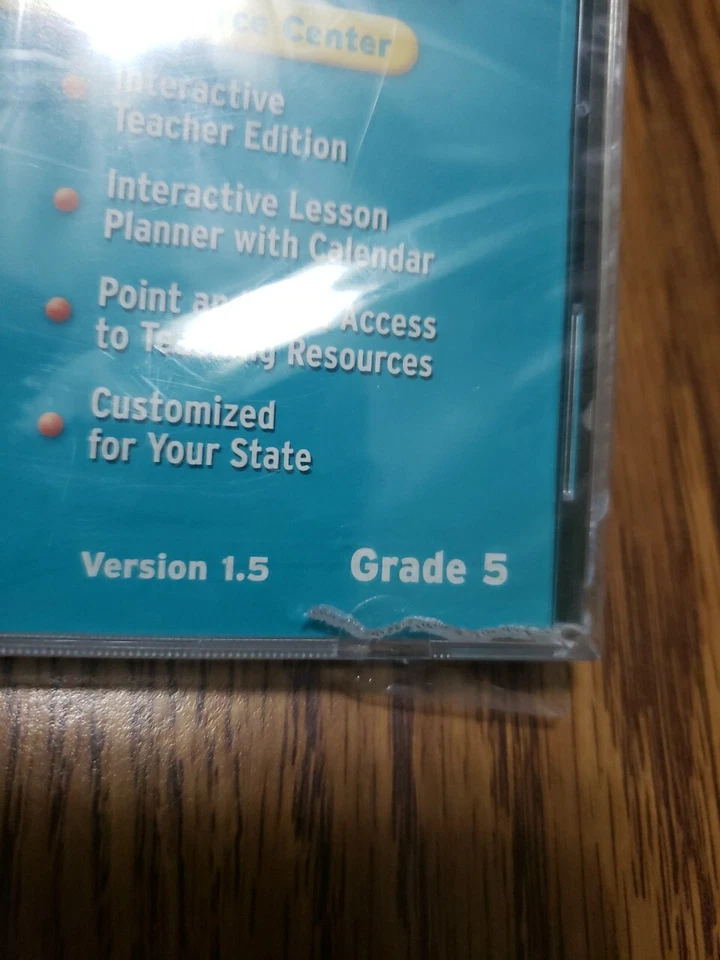 Center
Interactive
Teacher Edition
Interactive Lesson
Planner with Calendar
Point Access
to Resources
Customized
for Your State
Version 1.5 Grade 5